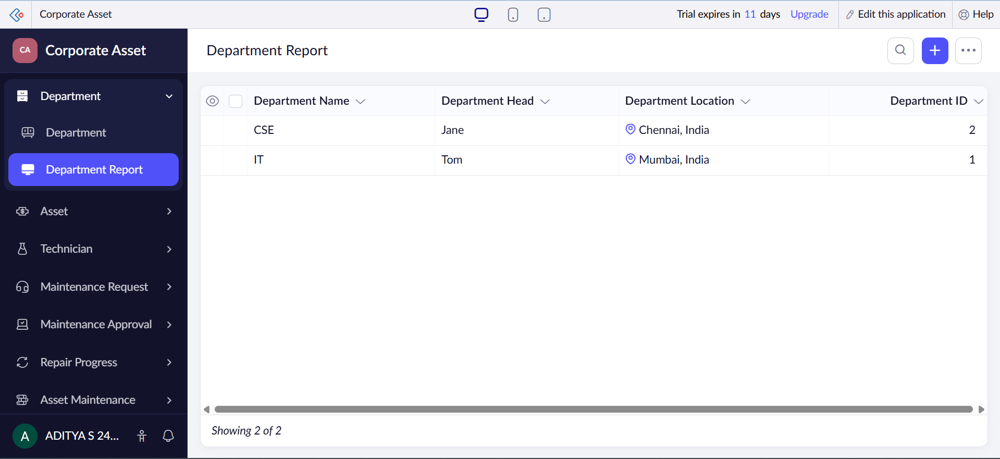 Corporate Asset
Trial expires in 11 days Upgrade Edit this application Help
CA Corporate Asset
Department
Department
Department Report
Asset
Technician
Maintenance Request
Maintenance Approval
Repair Progress
Asset Maintenance
A ADITYA S 24...
Department Report
Department Name Department Head Department Location Department ID
CSE Jane Chennai, India 2
IT Tom Mumbai, India 1
Showing 2 of 2